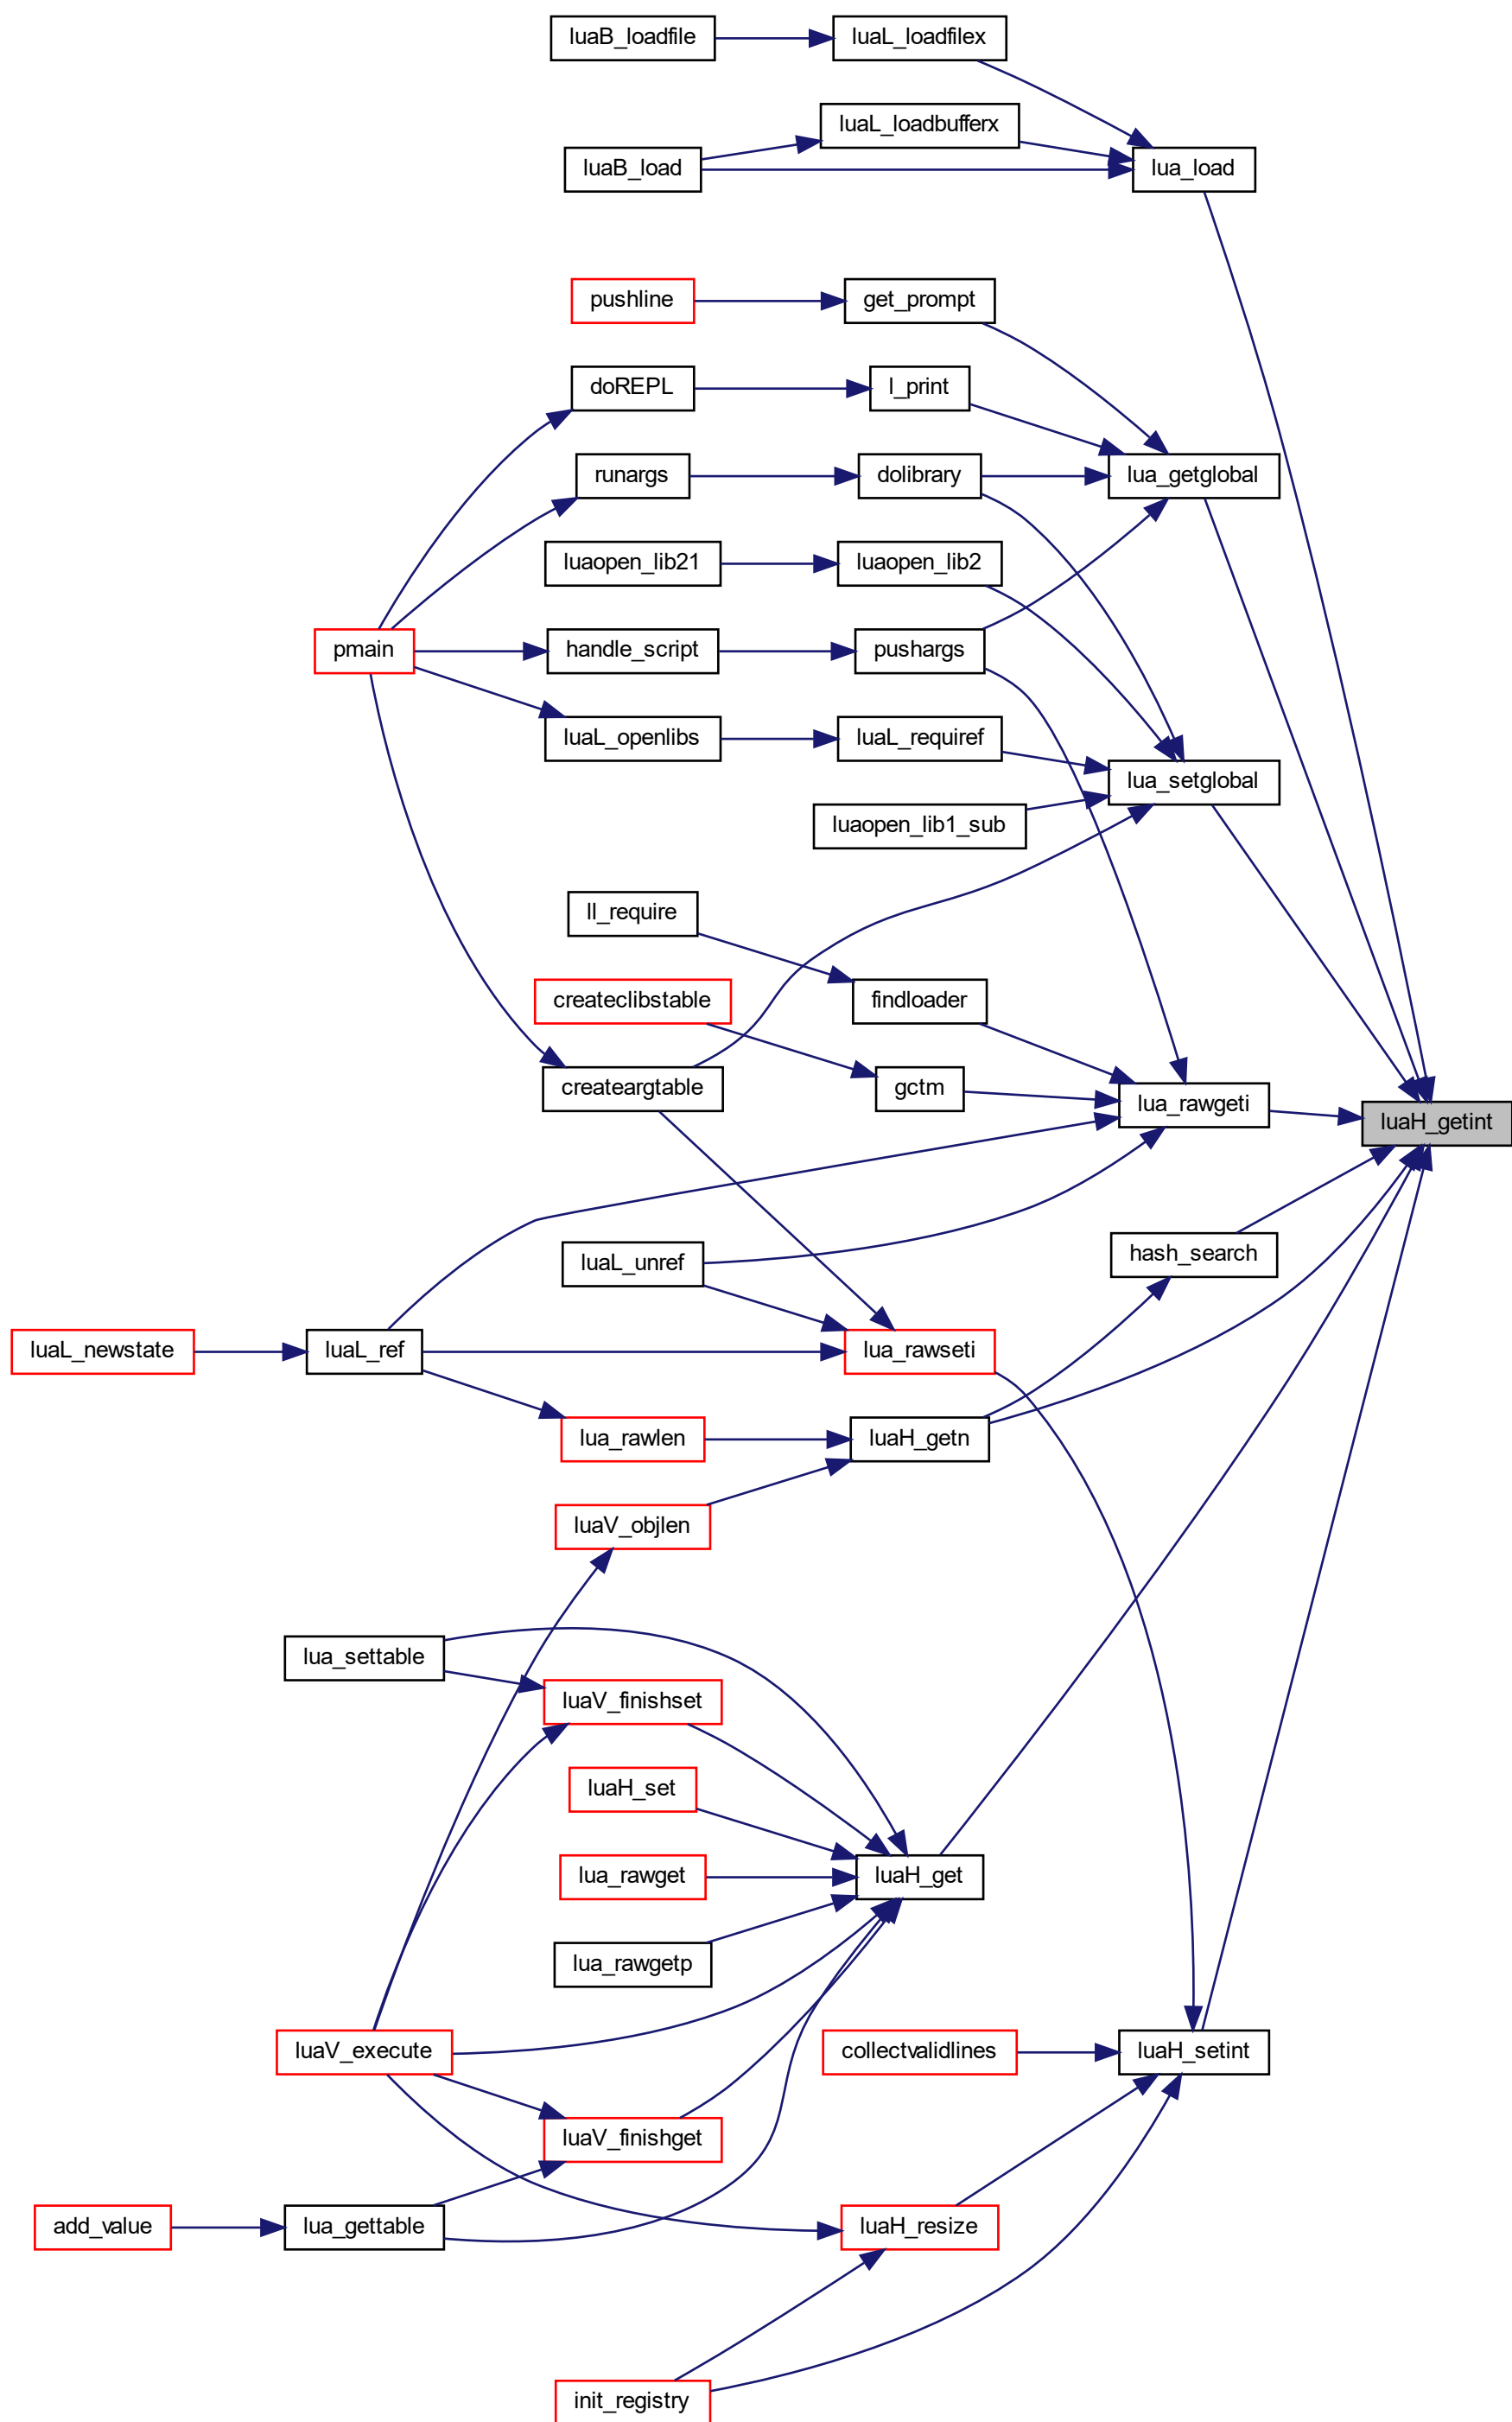 luaB_loadfile
luaL_loadfilex
luaL_loadbufferx
luaB_load
lua_load
pushline
get_prompt
doREPL
l_print
runargs
dolibrary
lua_getglobal
luaopen_lib21
luaopen_lib2
pmain
handle_script
pushargs
luaL_openlibs
luaL_requiref
lua_setglobal
luaopen_lib1_sub
ll_require
createclibstable
findloader
createargtable
gctm
lua_rawgeti
luaH_getint
luaL_unref
hash_search
luaL_newstate
luaL_ref
lua_rawseti
lua_rawlen
luaH_getn
luaV_objlen
lua_settable
luaV_finishset
luaH_set
lua_rawget
luaH_get
lua_rawgetp
luaV_execute
collectvalidlines
luaH_setint
luaV_finishget
add_value
lua_gettable
luaH_resize
init_registry